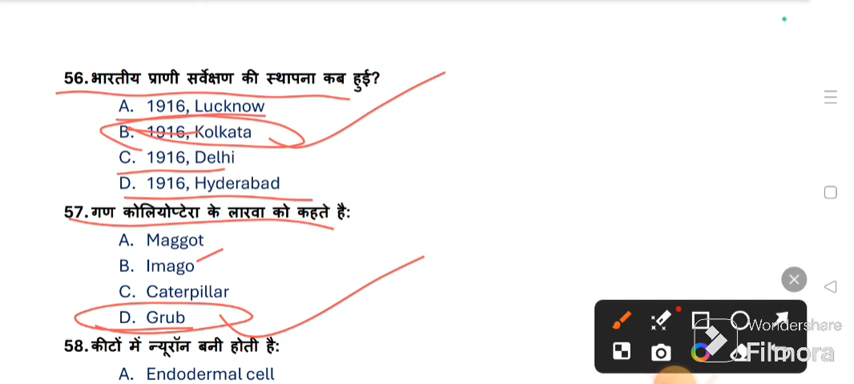 56.भारतीय प्राणी सर्वेक्षण की स्थापना कब हुई?
A. 1916, Lucknow
B. 1916, Kolkata
C. 1916, Delhi
D. 1916, Hyderabad
57.गण कोलियोप्टेरा के लारवा को कहते है:
A. Maggot
B. Imago
C. Caterpillar
D. Grub
58.कीटों में न्यूरॉन बनी होती है:
A. Endodermal cell
Wondershare
Filmora